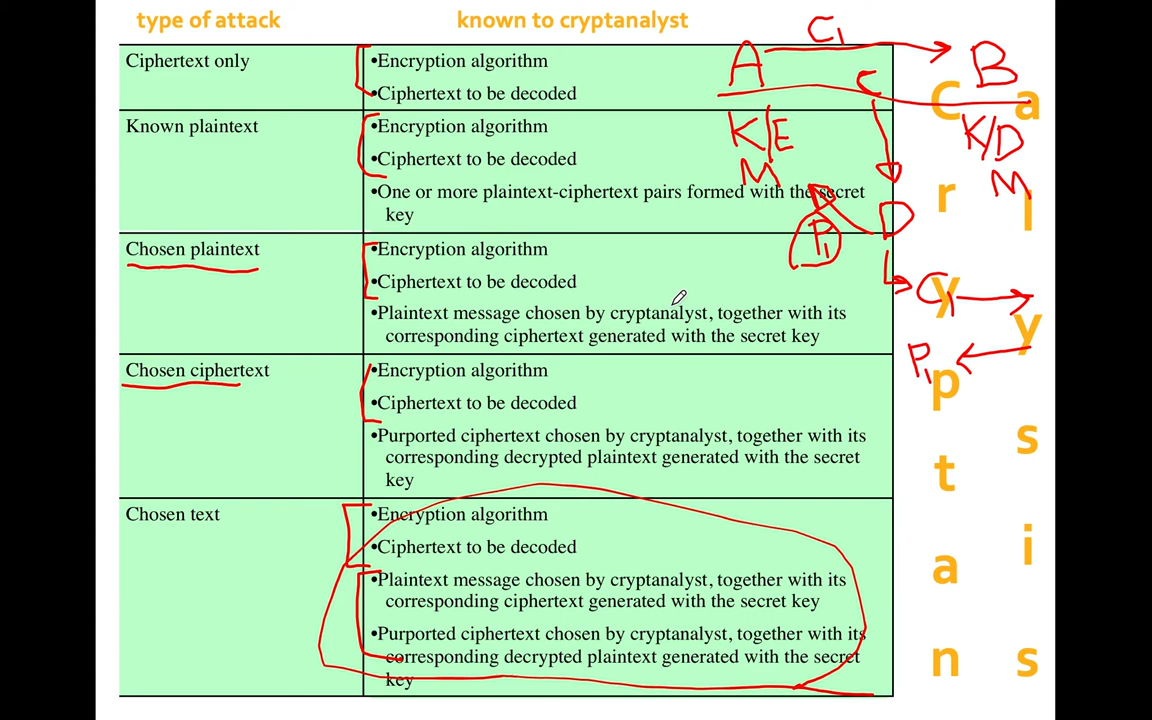 type of attack known to cryptanalyst
Ciphertext only
•Encryption algorithm
•Ciphertext to be decoded
Known plaintext
•Encryption algorithm
•Ciphertext to be decoded
•One or more plaintext-ciphertext pairs formed with the secret
key
Chosen plaintext
•Encryption algorithm
•Ciphertext to be decoded
•Plaintext message chosen by cryptanalyst, together with its
corresponding ciphertext generated with the secret key
Chosen ciphertext
•Encryption algorithm
•Ciphertext to be decoded
•Purported ciphertext chosen by cryptanalyst, together with its
corresponding decrypted plaintext generated with the secret
key
Chosen text
•Encryption algorithm
•Ciphertext to be decoded
•Plaintext message chosen by cryptanalyst, together with its
corresponding ciphertext generated with the secret key
•Purported ciphertext chosen by cryptanalyst, together with its
corresponding decrypted plaintext generated with the secret
key
A C1 B
C
K/E K/D
M M
P1 D
C1
P1
C a
r l
y y
p s
t i
a s
n